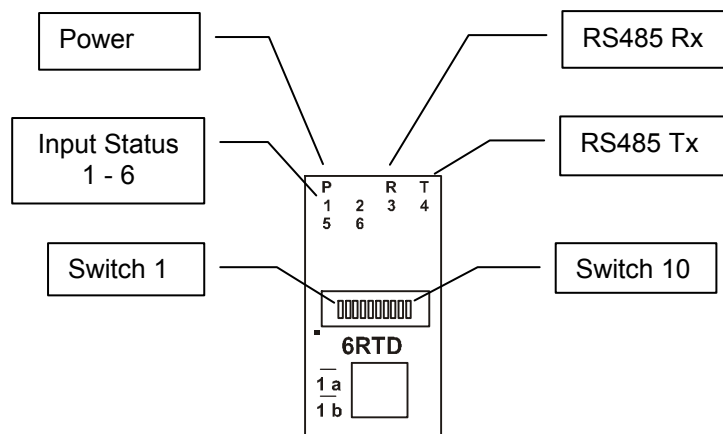 Power
RS485 Rx
Input Status
1 - 6
RS485 Tx
P R T
1 2 3 4
5 6
Switch 1
Switch 10
6RTD
1 a
1 b